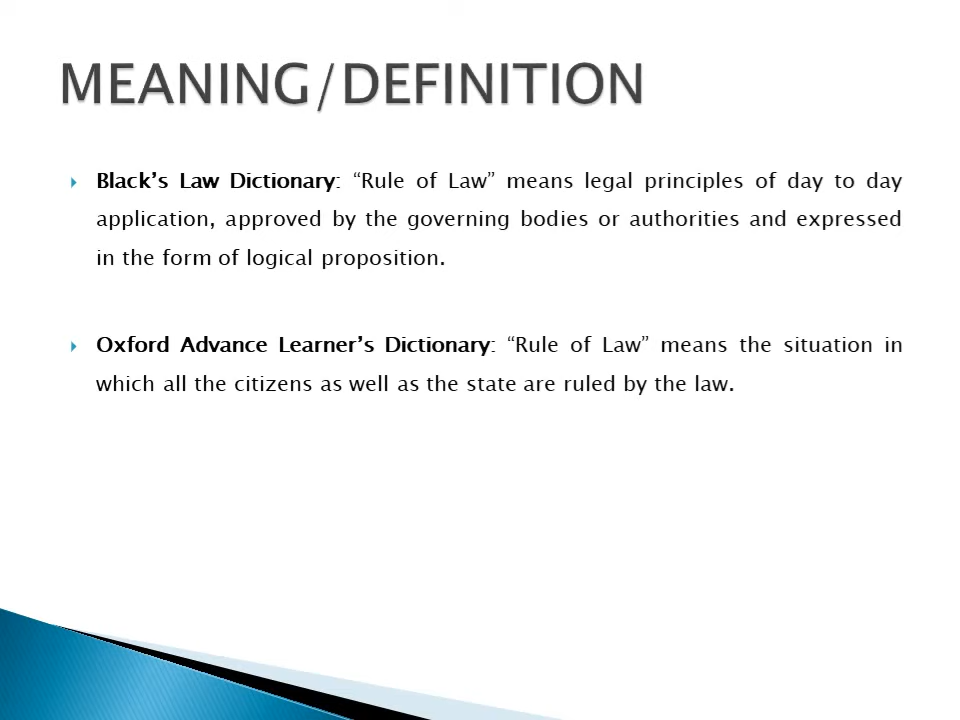 MEANING/DEFINITION
Black’s Law Dictionary: “Rule of Law” means legal principles of day to day
application, approved by the governing bodies or authorities and expressed
in the form of logical proposition.
Oxford Advance Learner’s Dictionary: “Rule of Law” means the situation in
which all the citizens as well as the state are ruled by the law.